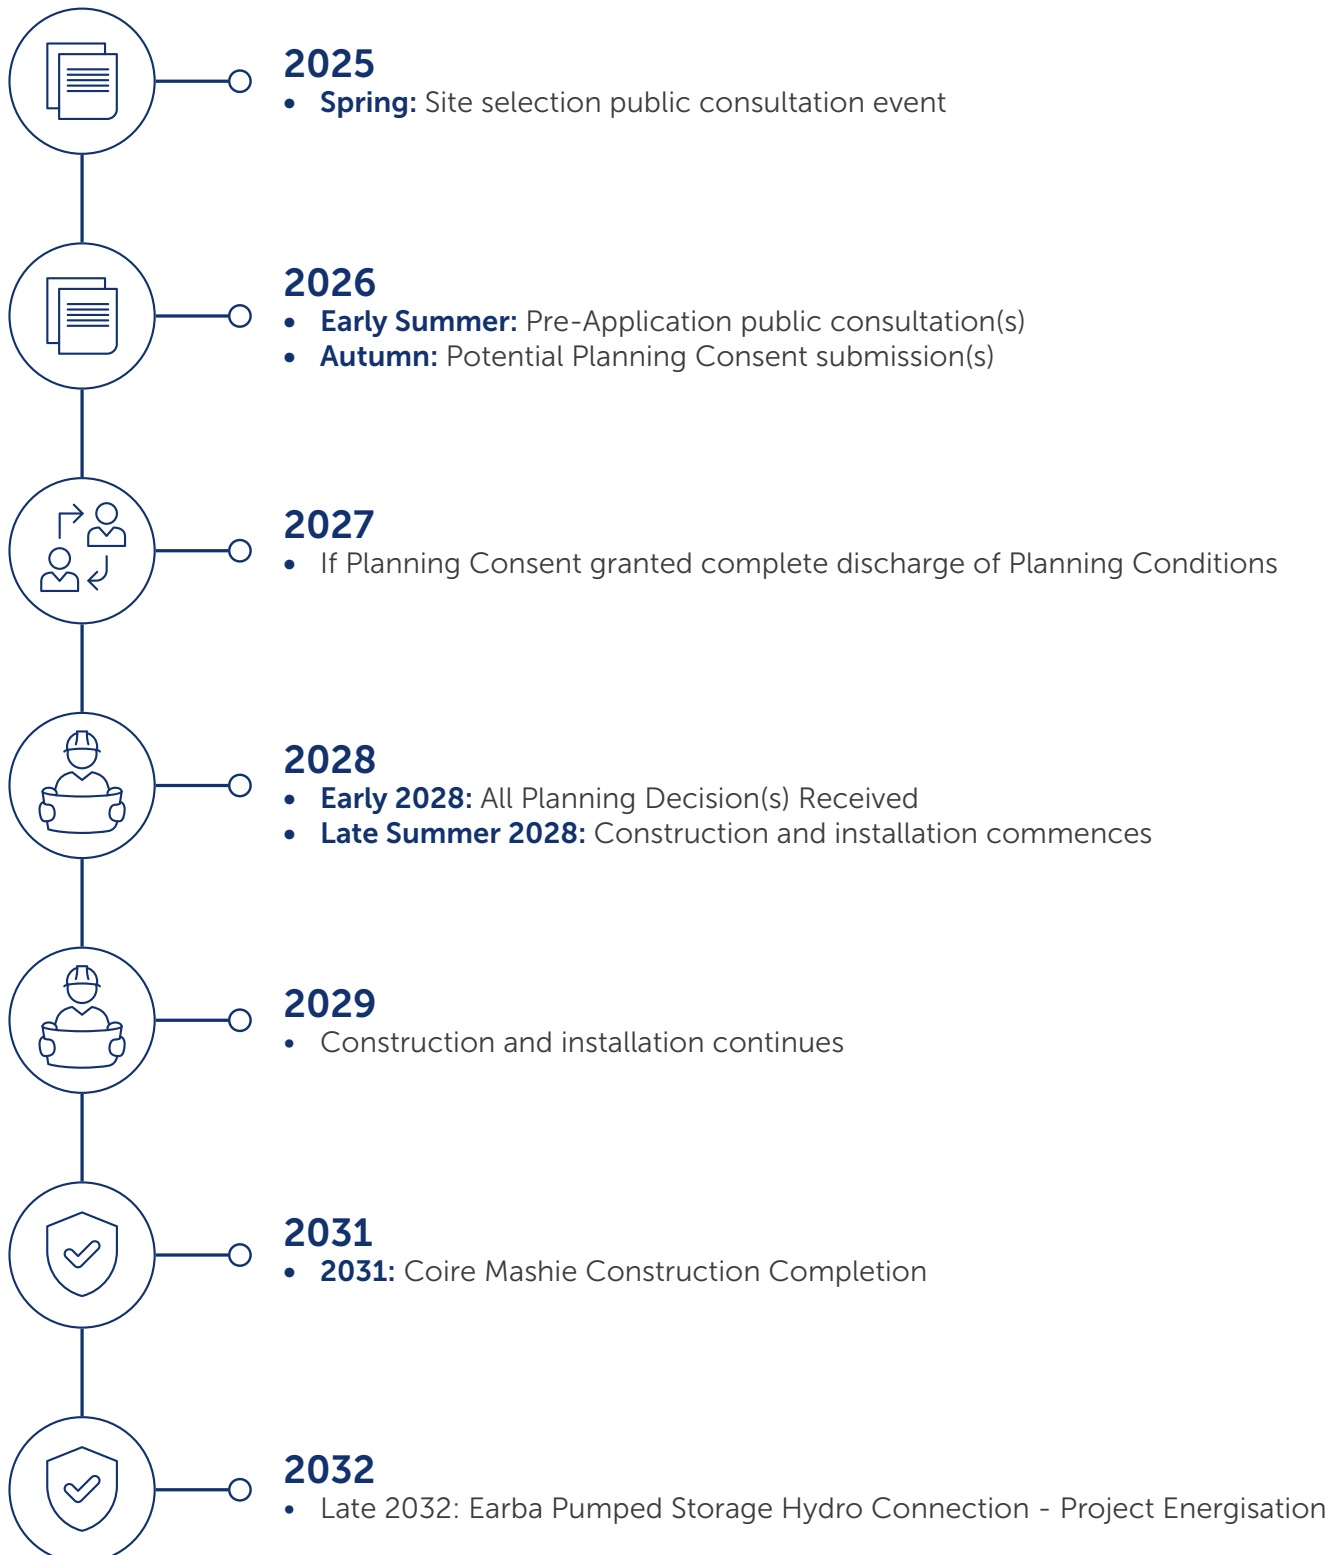 2025
• Spring: Site selection public consultation event
2026
• Early Summer: Pre-Application public consultation(s)
• Autumn: Potential Planning Consent submission(s)
2027
• If Planning Consent granted complete discharge of Planning Conditions
2028
• Early 2028: All Planning Decision(s) Received
• Late Summer 2028: Construction and installation commences
2029
• Construction and installation continues
2031
• 2031: Coire Mashie Construction Completion
2032
• Late 2032: Earba Pumped Storage Hydro Connection - Project Energisation